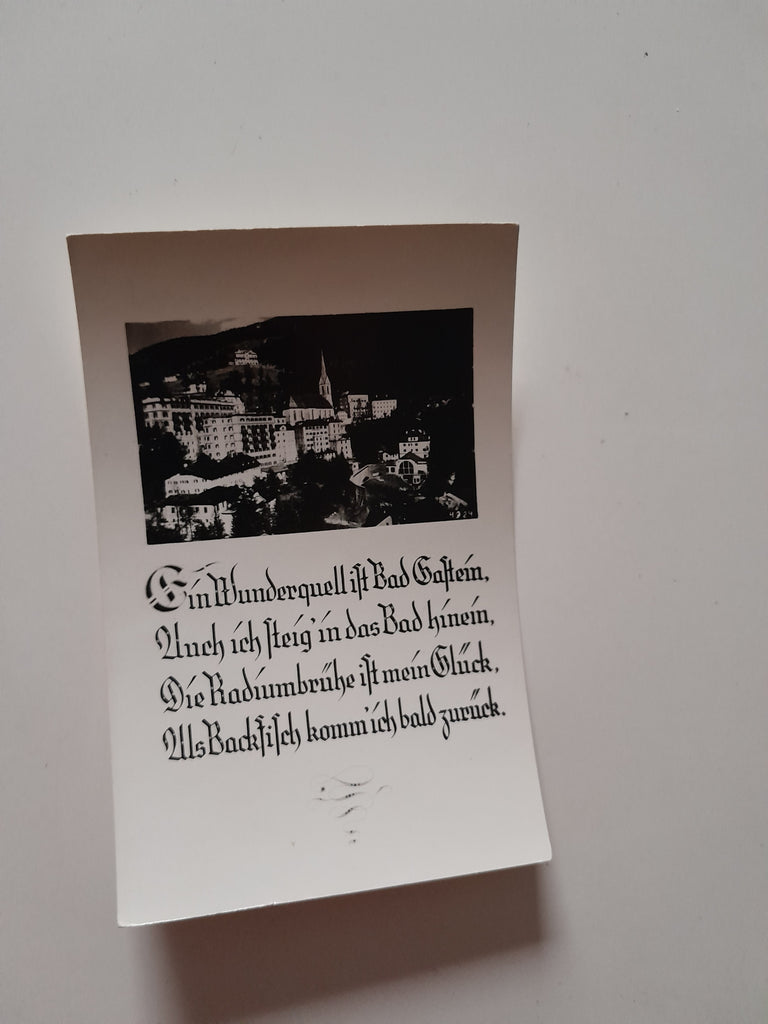 4724
Ein Wunderquell ist Bad Gastein,
Auch ich steig' in das Bad hinein,
Die Radiumbrühe ist mein Glück,
Als Backfisch komm' ich bald zurück.